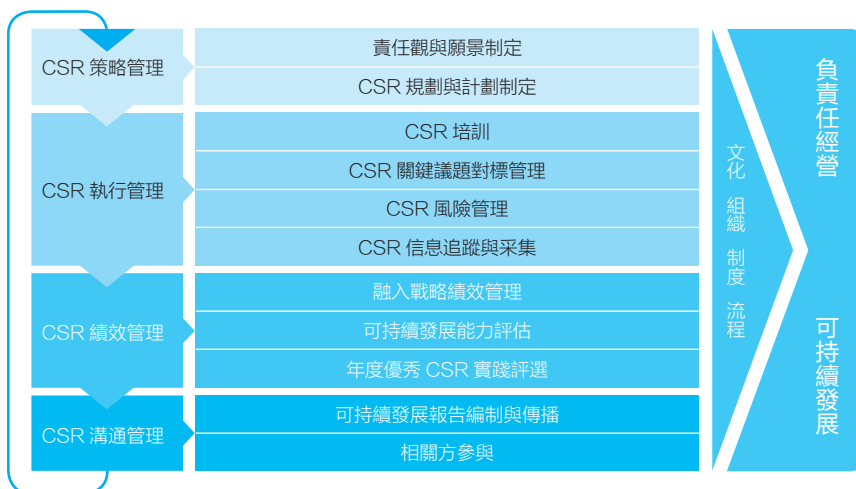 CSR 策略管理
責任觀與願景制定
CSR 規劃與計劃制定
CSR 執行管理
CSR 培訓
CSR 關鍵議題對標管理
CSR 風險管理
CSR 信息追蹤與采集
CSR 績效管理
融入戰略績效管理
可持續發展能力評估
年度優秀 CSR 實踐評選
CSR 溝通管理
可持續發展報告編制與傳播
相關方參與
文化 組織 制度 流程
負責任經營
可持續發展